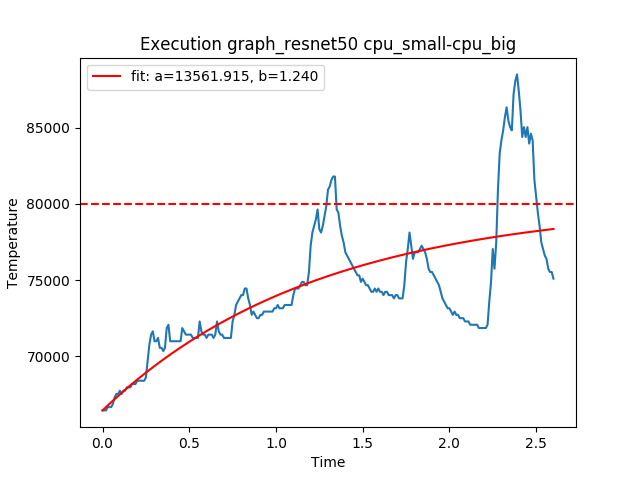 Execution graph_resnet50 cpu_small-cpu_big
fit: a=13561.915, b=1.240
85000
80000
75000
70000
Temperature
0.0 0.5 1.0 1.5 2.0 2.5
Time